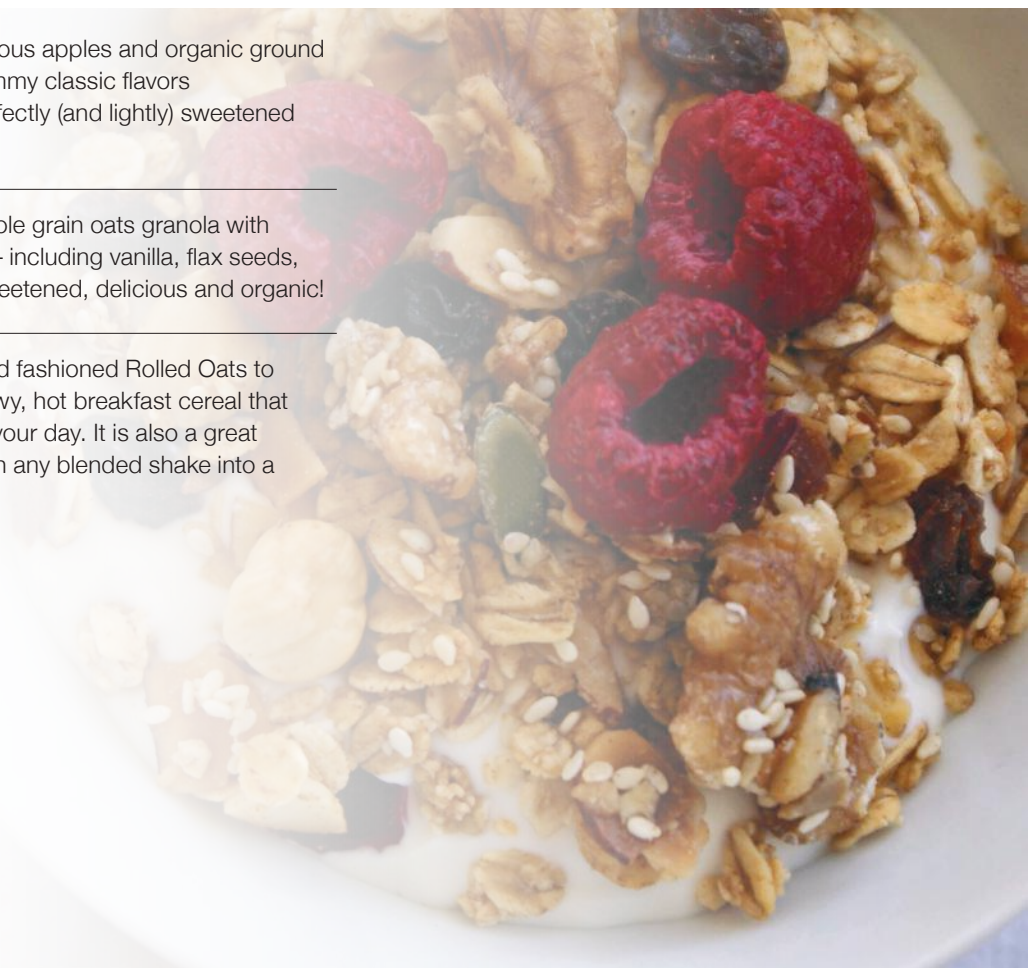 ous apples and organic ground
mmy classic flavors
fectly (and lightly) sweetened
ole grain oats granola with
- including vanilla, flax seeds,
eetened, delicious and organic!
d fashioned Rolled Oats to
wy, hot breakfast cereal that
your day. It is also a great
n any blended shake into a